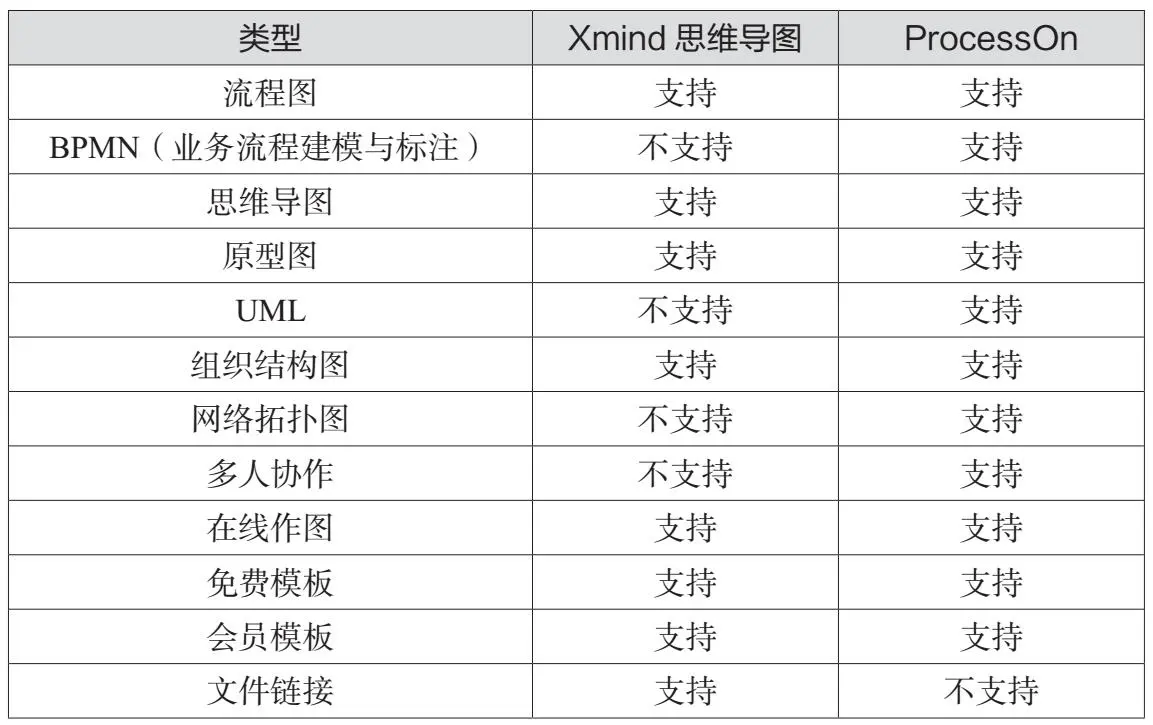 类型 Xmind 思维导图 ProcessOn
流程图 支持 支持
BPMN（业务流程建模与标注） 不支持 支持
思维导图 支持 支持
原型图 支持 支持
UML 不支持 支持
组织结构图 支持 支持
网络拓扑图 不支持 支持
多人协作 不支持 支持
在线作图 支持 支持
免费模板 支持 支持
会员模板 支持 支持
文件链接 支持 不支持